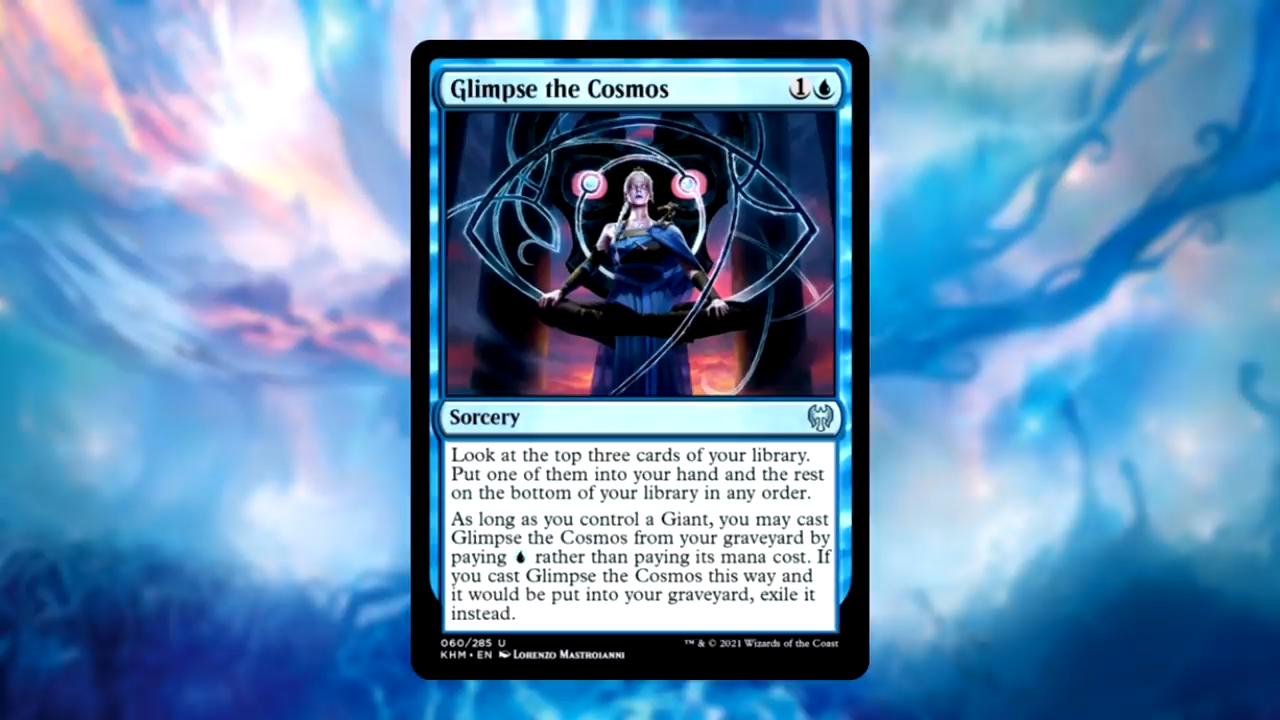 Glimpse the Cosmos 1
Sorcery
Look at the top three cards of your library.
Put one of them into your hand and the rest
on the bottom of your library in any order.
As long as you control a Giant, you may cast
Glimpse the Cosmos from your graveyard by
paying rather than paying its mana cost. If
you cast Glimpse the Cosmos this way and
it would be put into your graveyard, exile it
instead.
060/285 U
™ & © 2021 Wizards of the Coast
KHM • EN Lorenzo Mastroianni